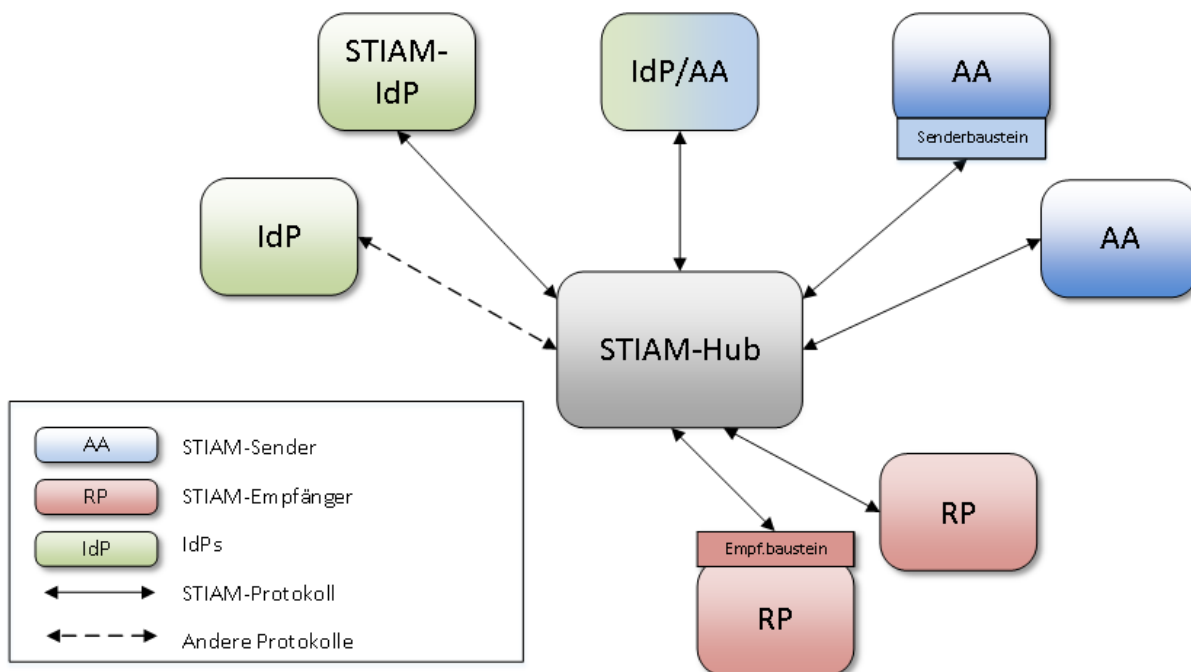 STIAM-
IdP
IdP/AA
AA
Senderbaustein
IdP
AA
STIAM-Hub
AA STIAM-Sender
RP STIAM-Empfänger
IdP IdPs
STIAM-Protokoll
Andere Protokolle
RP
Empf.baustein
RP